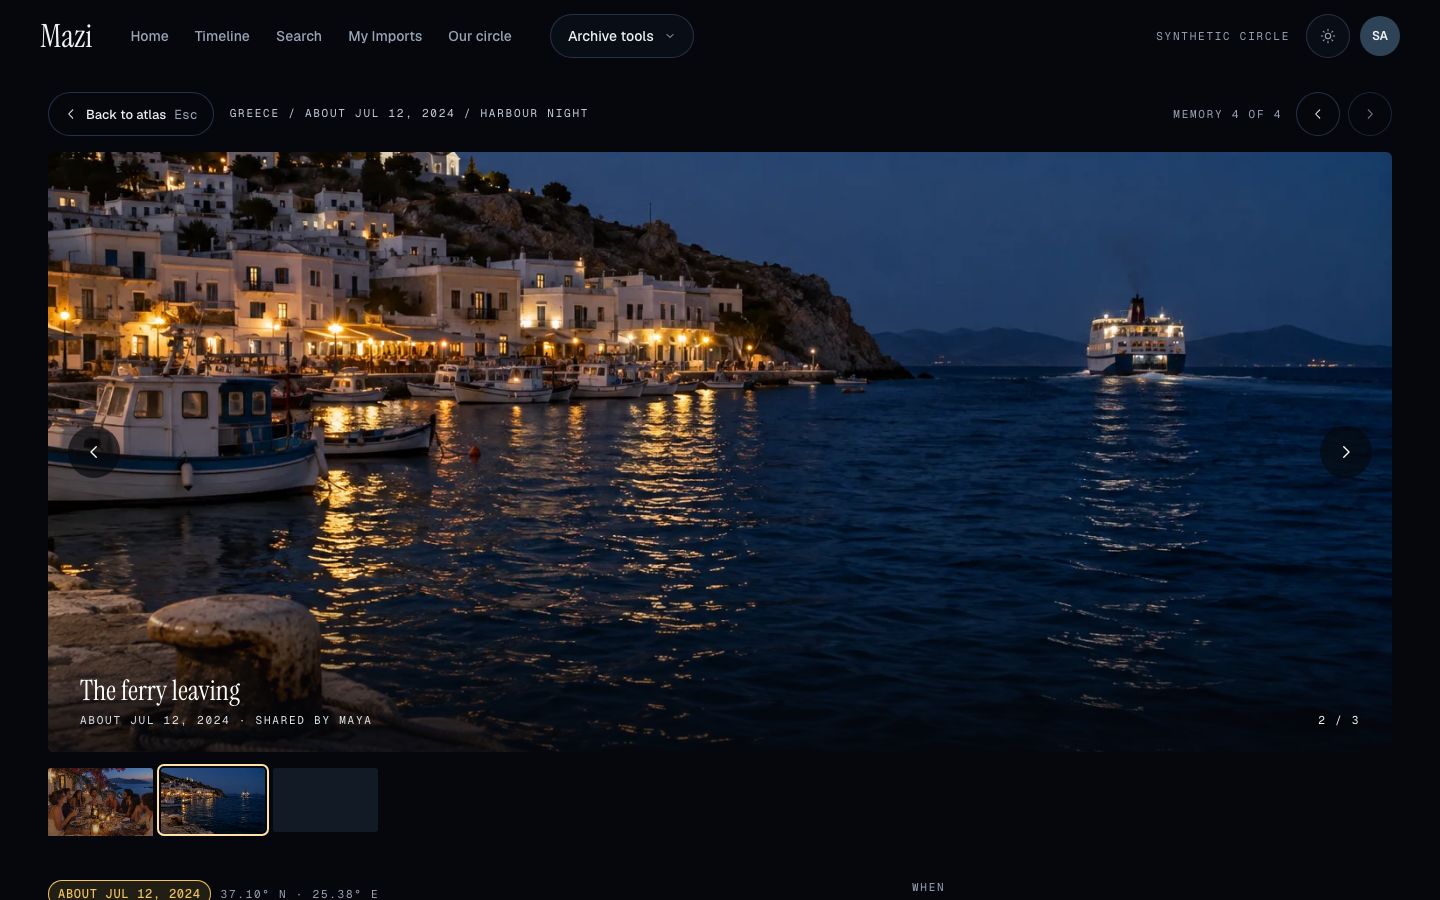 Mazi
Home
Timeline
Search
My Imports
Our circle
Archive tools
SYNTHETIC CIRCLE
SA
Back to atlas Esc
GREECE / ABOUT JUL 12, 2024 / HARBOUR NIGHT
MEMORY 4 OF 4
The ferry leaving
ABOUT JUL 12, 2024 · SHARED BY MAYA
2 / 3
ABOUT JUL 12, 2024
37.10° N · 25.38° E
WHEN